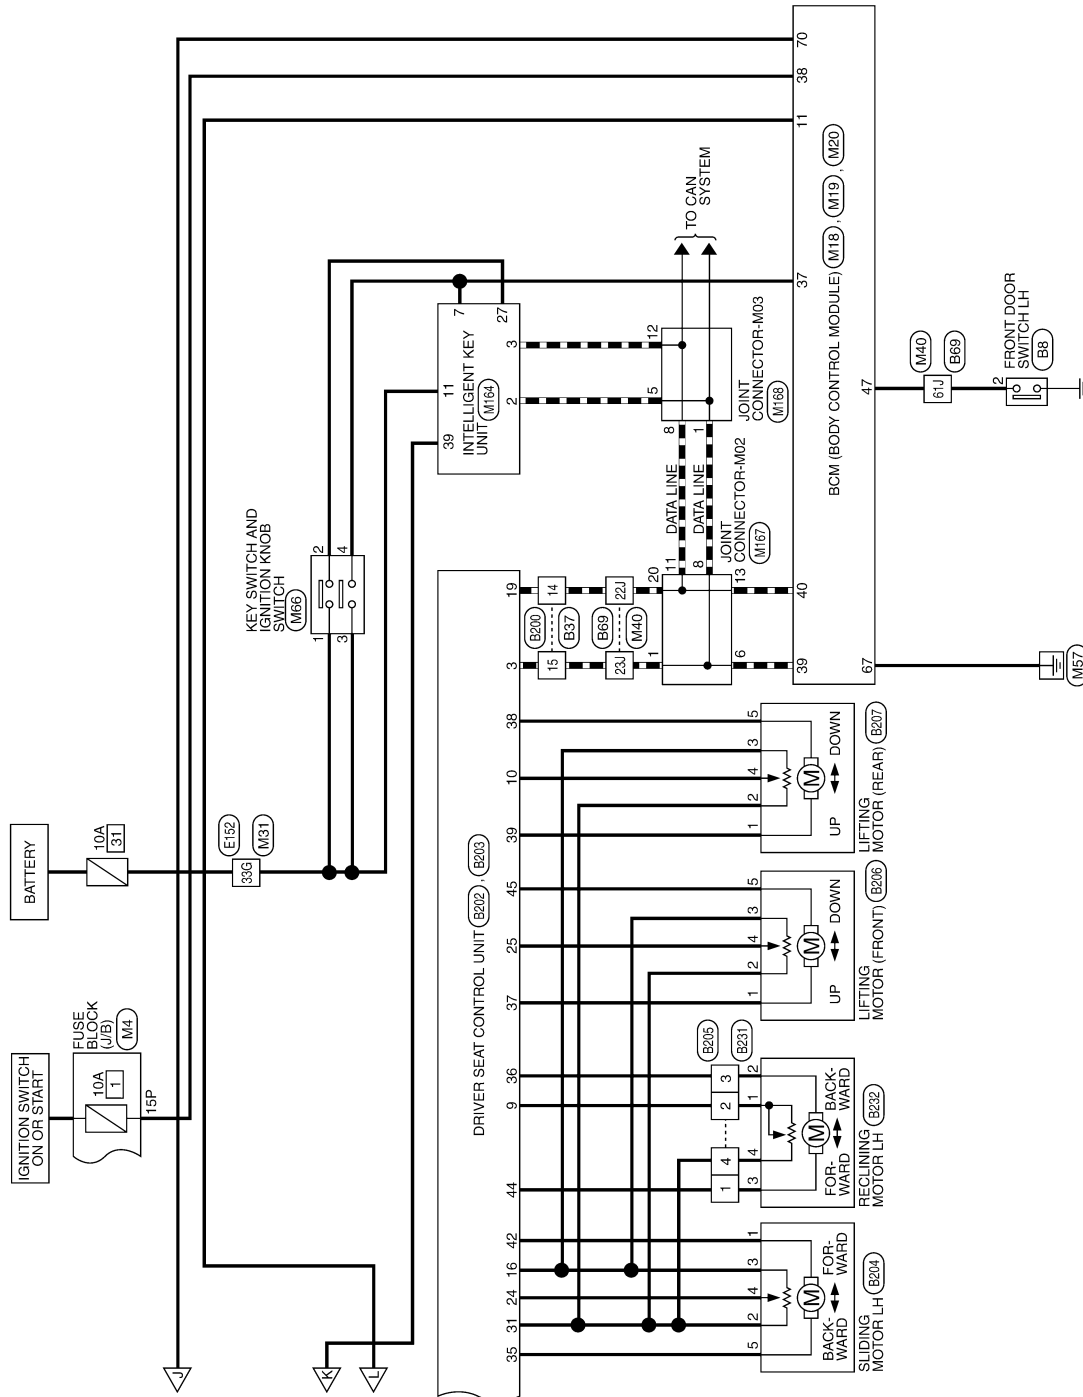 IGNITION SWITCH
ON OR START
FUSE
BLOCK
(J/B)
M4
10A
1
15P
BATTERY
10A
31
E152
M31
33G
KEY SWITCH AND
IGNITION KNOB
SWITCH
M66
1
2
3
4
70
38
11
37
J
K
L
INTELLIGENT KEY
UNIT
M164
39
11
7
27
2
3
TO CAN
SYSTEM
5
12
JOINT
CONNECTOR-M03
M168
8
1
DATA LINE
DATA LINE
11
8
JOINT
CONNECTOR-M02
M167
20
1
13
6
40
39
BCM (BODY CONTROL MODULE)
M18
,
M19
,
M20
67
47
M57
M40
B69
61J
FRONT DOOR
SWITCH LH
B8
2
DRIVER SEAT CONTROL UNIT
B202
,
B203
35
31
24
16
42
44
9
36
37
25
45
39
10
38
3
19
B200
B37
15
14
B69
M40
23J
22J
B205
B231
1
4
2
3
5
2
4
3
1
BACK-
WARD
M
FOR-
WARD
SLIDING
MOTOR LH
B204
3
4
1
2
FOR-
WARD
M
BACK-
WARD
RECLINING
MOTOR LH
B232
1
2
4
3
5
UP
M
DOWN
LIFTING
MOTOR (FRONT)
B206
1
2
4
3
5
UP
M
DOWN
LIFTING
MOTOR (REAR)
B207